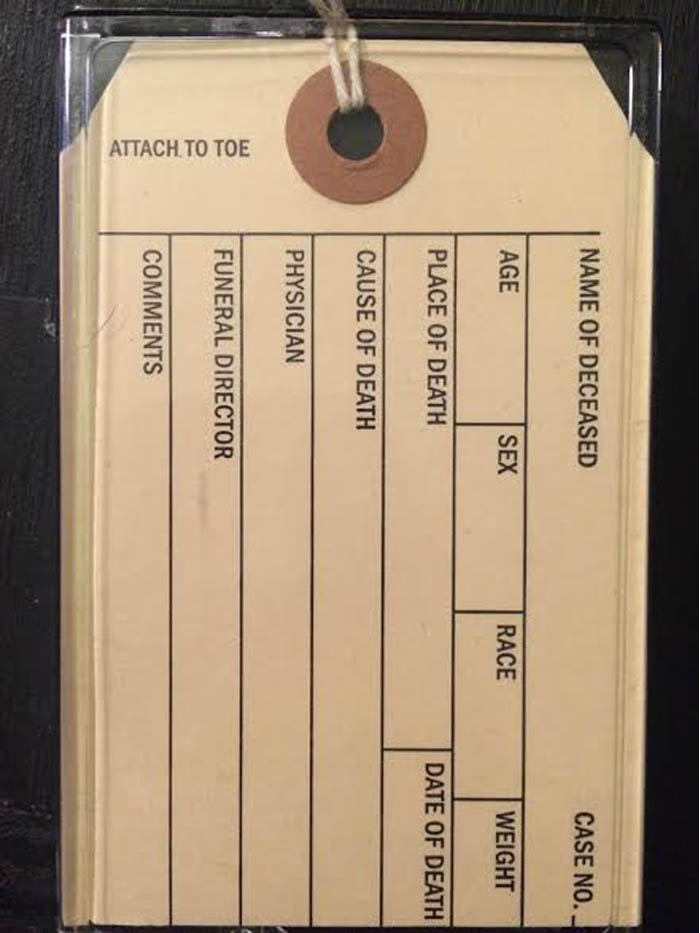 ATTACH TO TOE
NAME OF DECEASED CASE NO.
AGE SEX RACE WEIGHT
PLACE OF DEATH DATE OF DEATH
CAUSE OF DEATH
PHYSICIAN
FUNERAL DIRECTOR
COMMENTS